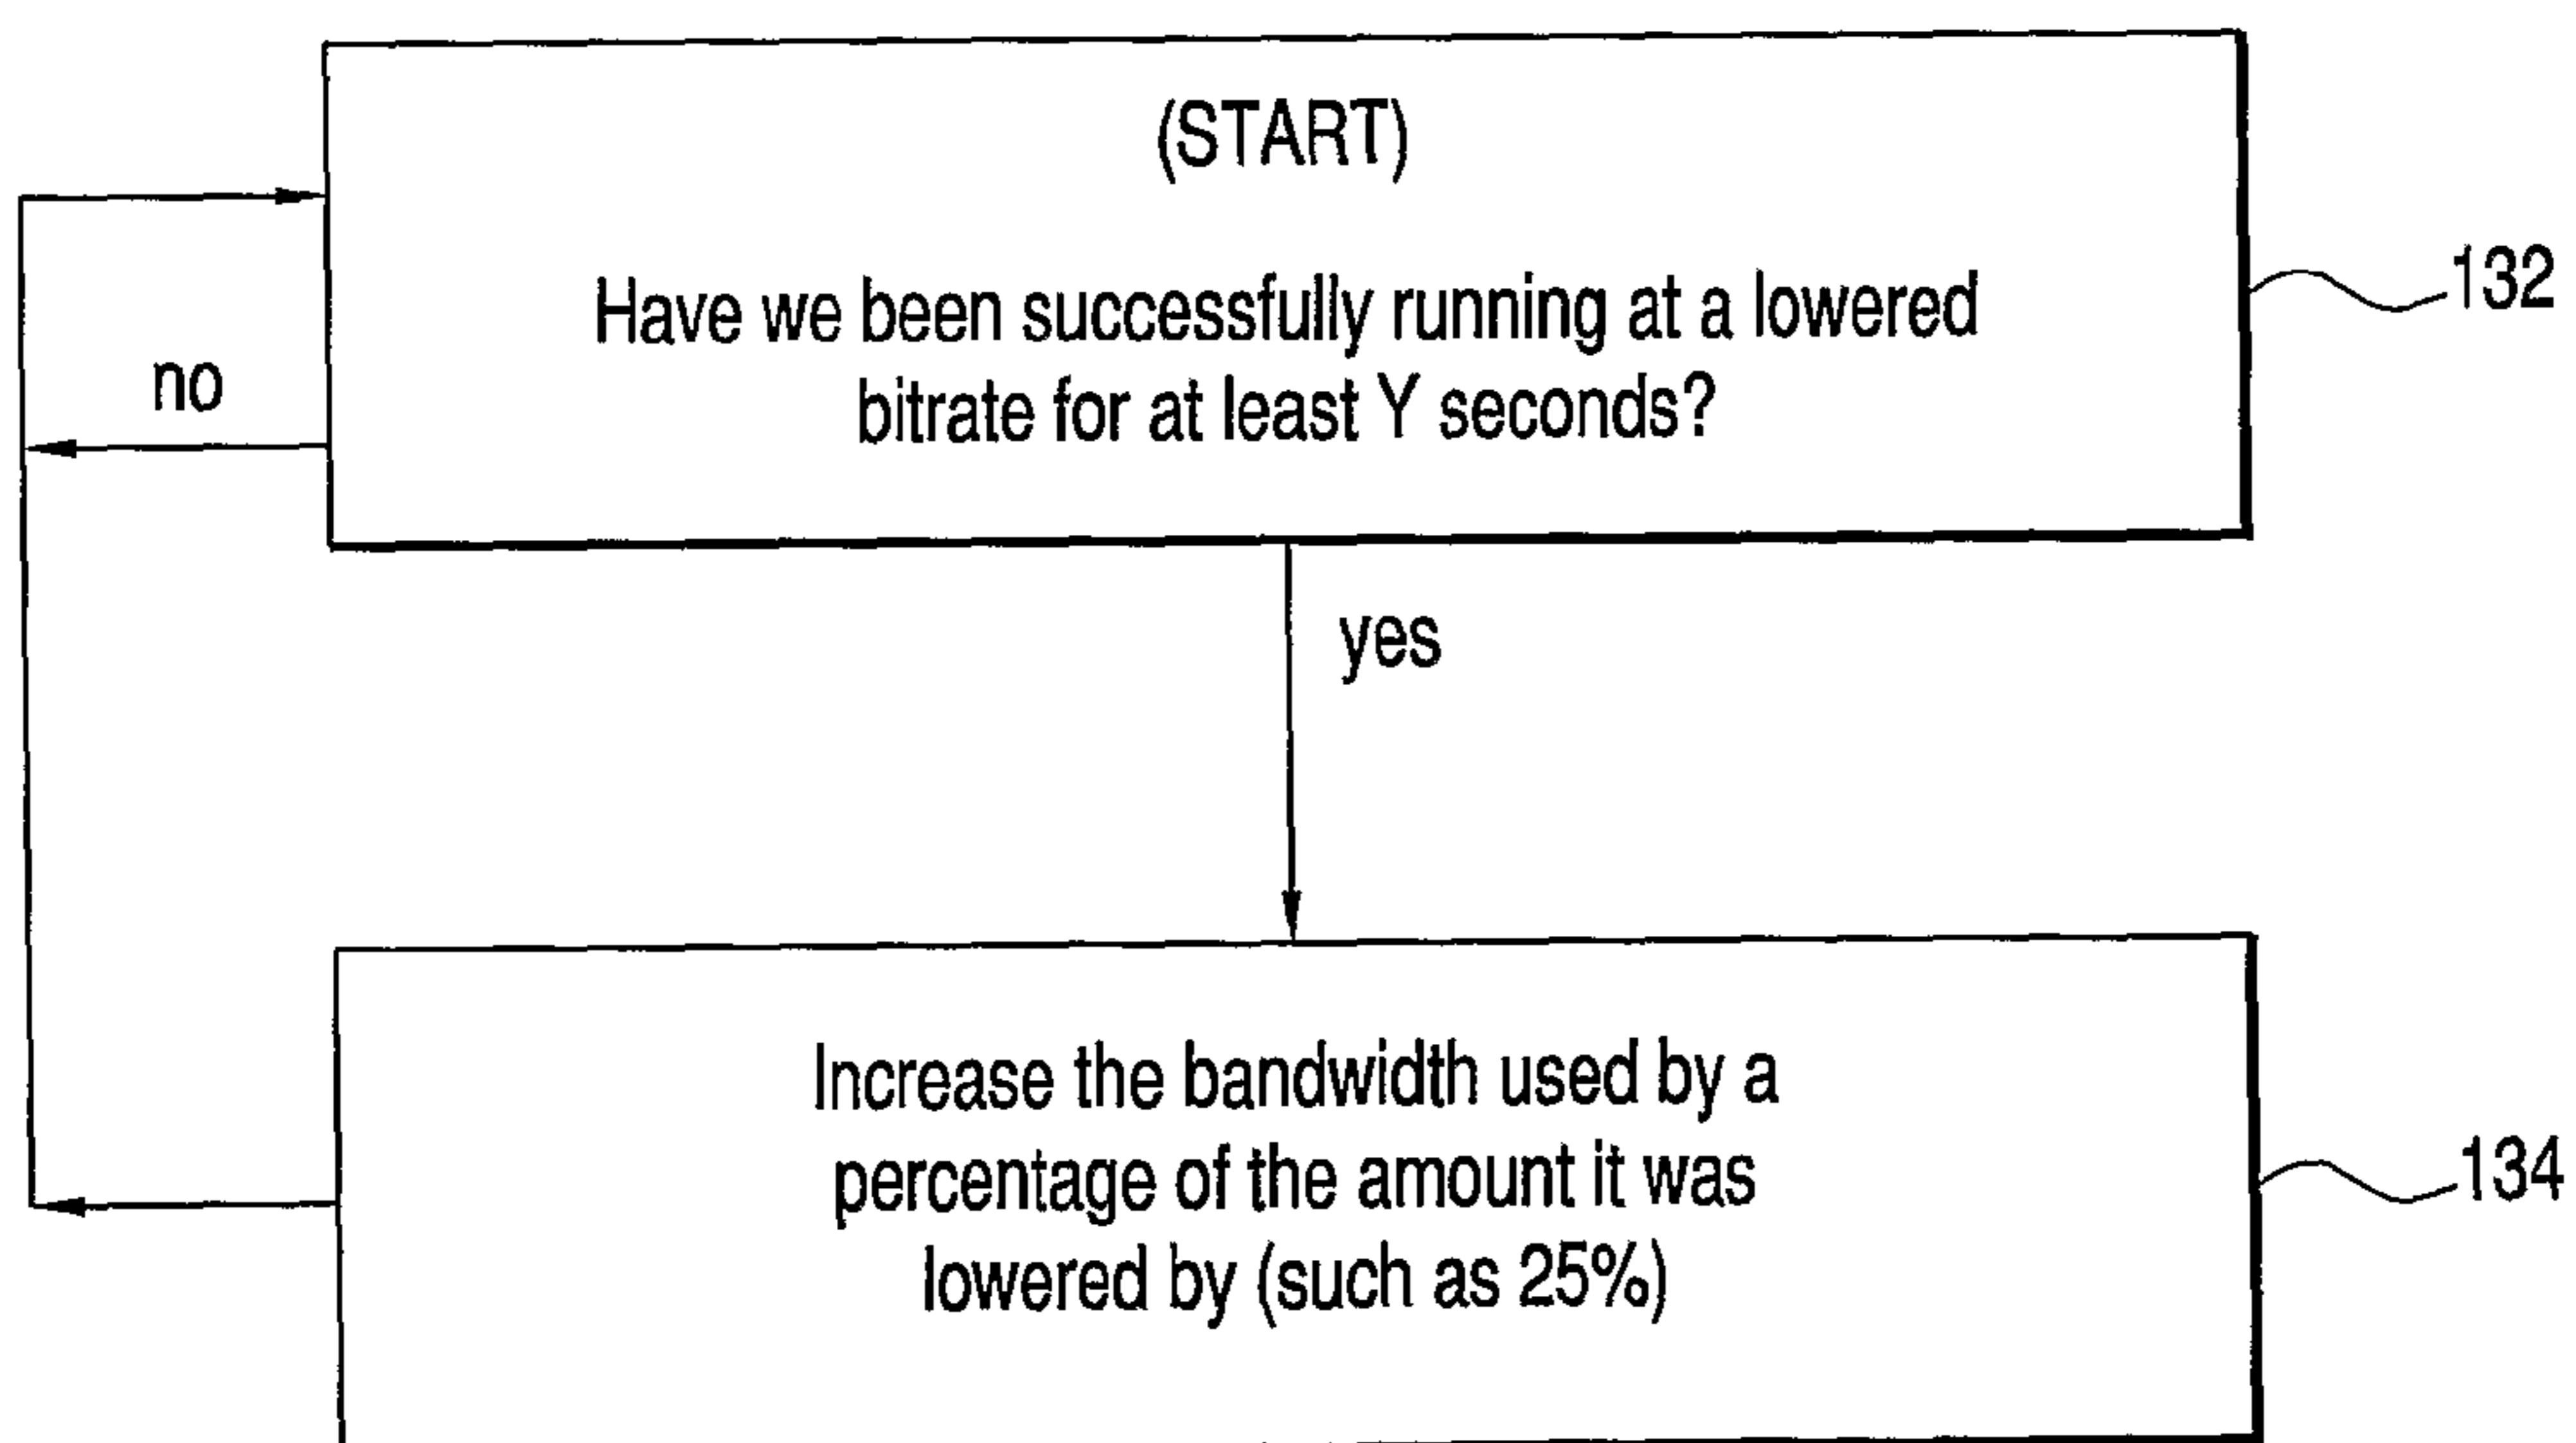 (START)
Have we been successfully running at a lowered
bitrate for at least Y seconds?
132
no
yes
Increase the bandwidth used by a
percentage of the amount it was
lowered by (such as 25%)
134